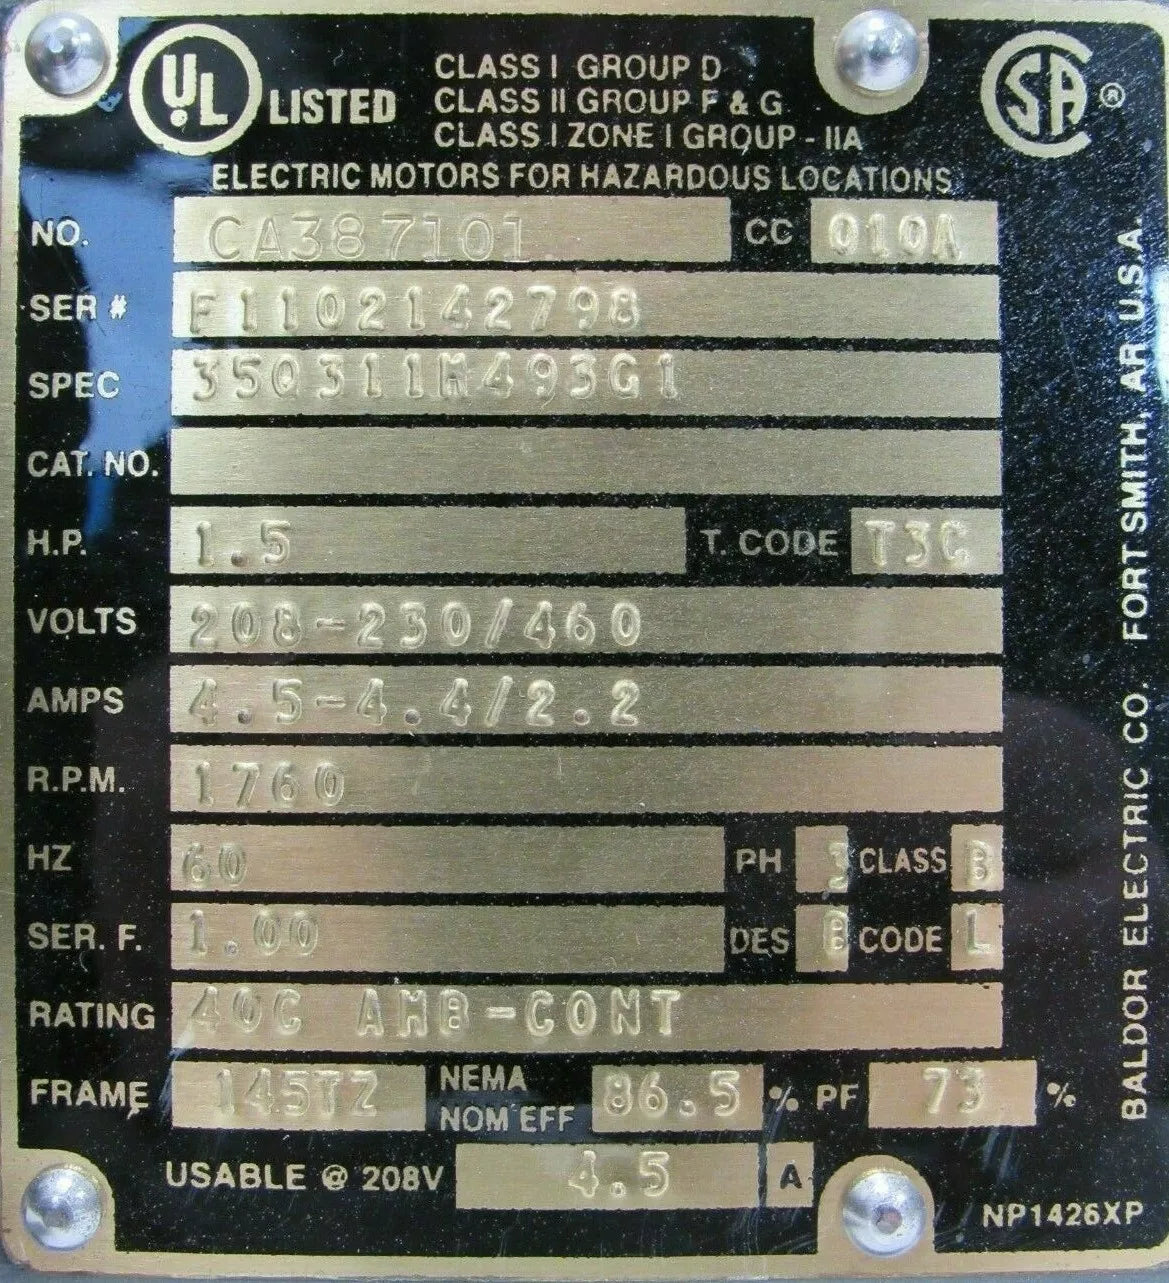 UL LISTED
CLASS I GROUP D
CLASS II GROUP F & G
CLASS I ZONE I GROUP - IIA
SA ®
ELECTRIC MOTORS FOR HAZARDOUS LOCATIONS
NO. CA387101 CC 010A
SER # F1102142798
SPEC 35Q311M493G1
CAT. NO.
H.P. 1.5 T. CODE T3C
VOLTS 208-230/460
AMPS 4.5-4.4/2.2
R.P.M. 1760
HZ 60 PH 3 CLASS B
SER. F. 1.00 DES B CODE L
RATING 40C AMB-CONT
FRAME 145TZ NEMA NOM EFF 86.5 % PF 73 %
USABLE @ 208V 4.5 A
NP1426XP
BALDOR ELECTRIC CO. FORT SMITH, AR U.S.A.